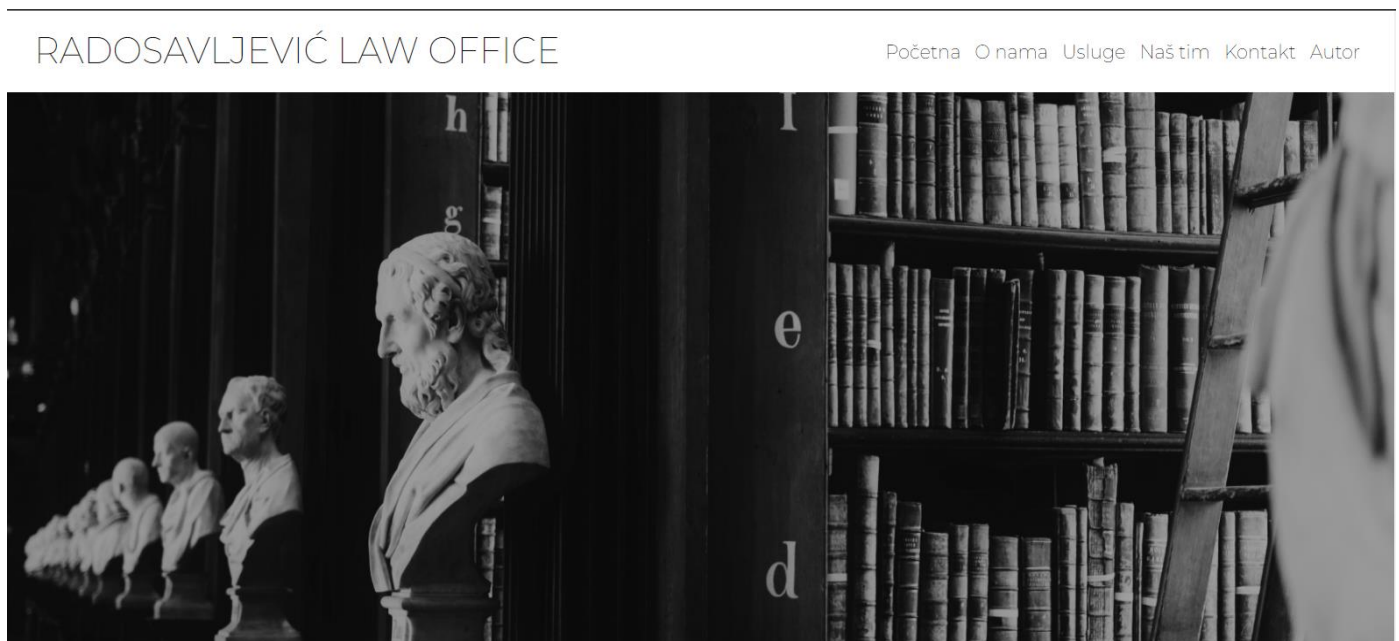 RADOSAVLJEVIĆ LAW OFFICE
Početna O nama Usluge Naš tim Kontakt Autor
h
g
f
e
d